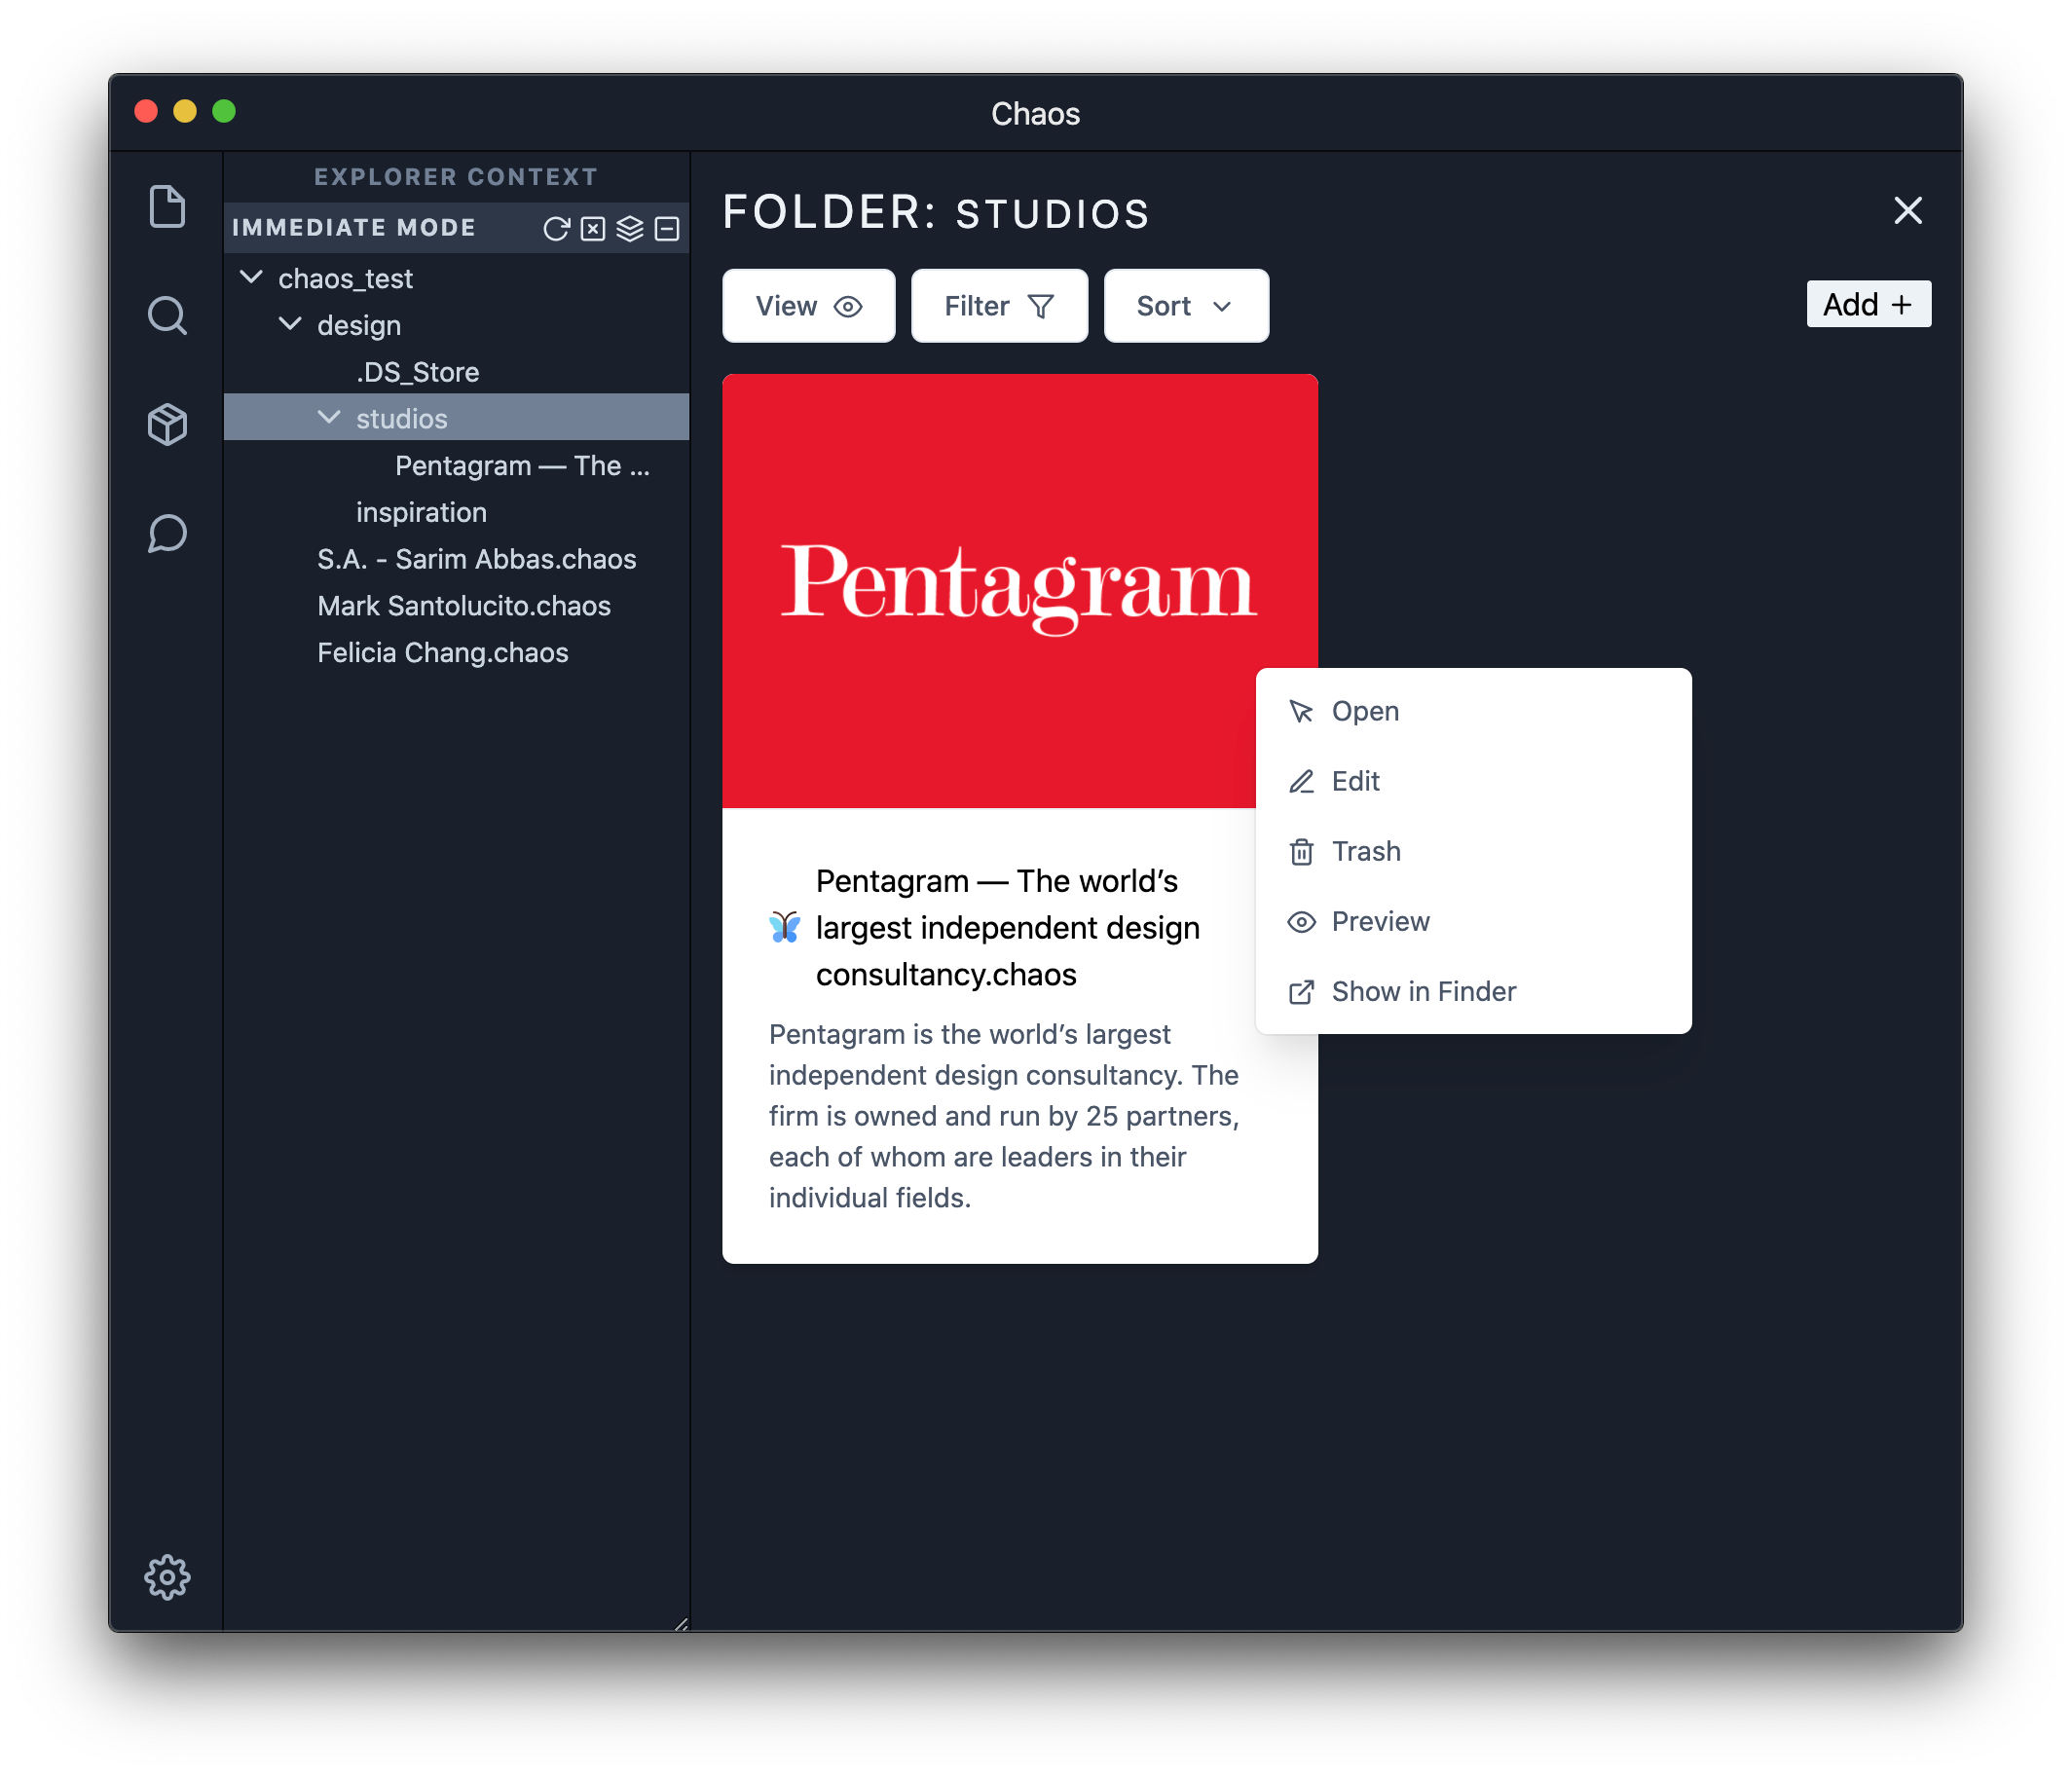 Chaos
EXPLORER CONTEXT
IMMEDIATE MODE
chaos_test
design
.DS_Store
studios
Pentagram — The ...
inspiration
S.A. - Sarim Abbas.chaos
Mark Santolucito.chaos
Felicia Chang.chaos
FOLDER: STUDIOS
View
Filter
Sort
Add +
Pentagram
Pentagram — The world’s
largest independent design
consultancy.chaos
Pentagram is the world’s largest
independent design consultancy. The
firm is owned and run by 25 partners,
each of whom are leaders in their
individual fields.
Open
Edit
Trash
Preview
Show in Finder